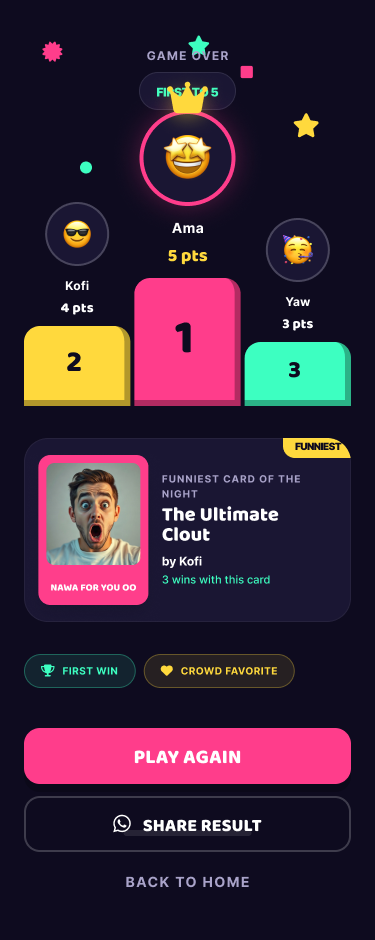 GAME OVER
FIRST TO 5
Ama
5 pts
Kofi
4 pts
Yaw
3 pts
1
2
3
FUNNIEST
FUNNIEST CARD OF THE
NIGHT
The Ultimate
Clout
by Kofi
3 wins with this card
NAWA FOR YOU OO
FIRST WIN
CROWD FAVORITE
PLAY AGAIN
SHARE RESULT
BACK TO HOME